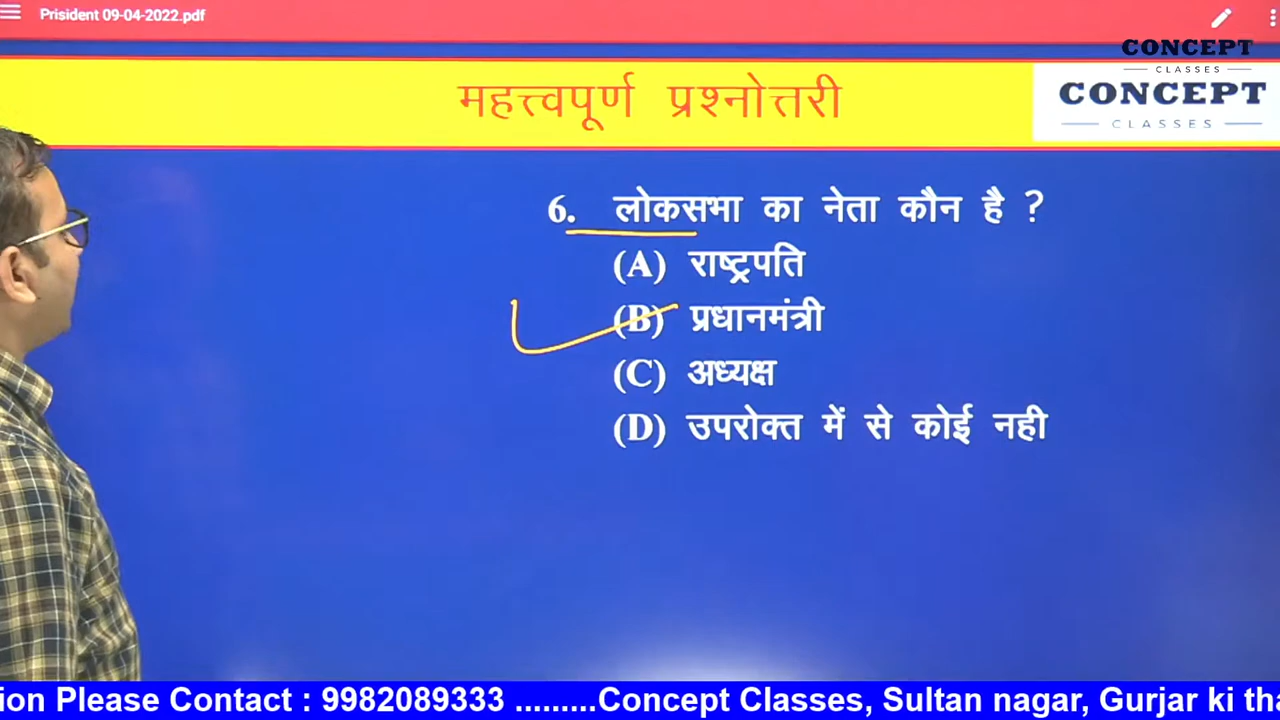 Prisident 09-04-2022.pdf
CONCEPT
CLASSES
महत्त्वपूर्ण प्रश्नोत्तरी
CONCEPT
CLASSES
6. लोकसभा का नेता कौन है ?
(A) राष्ट्रपति
(B) प्रधानमंत्री
(C) अध्यक्ष
(D) उपरोक्त में से कोई नही
ion Please Contact : 9982089333 .........Concept Classes, Sultan nagar, Gurjar ki tha